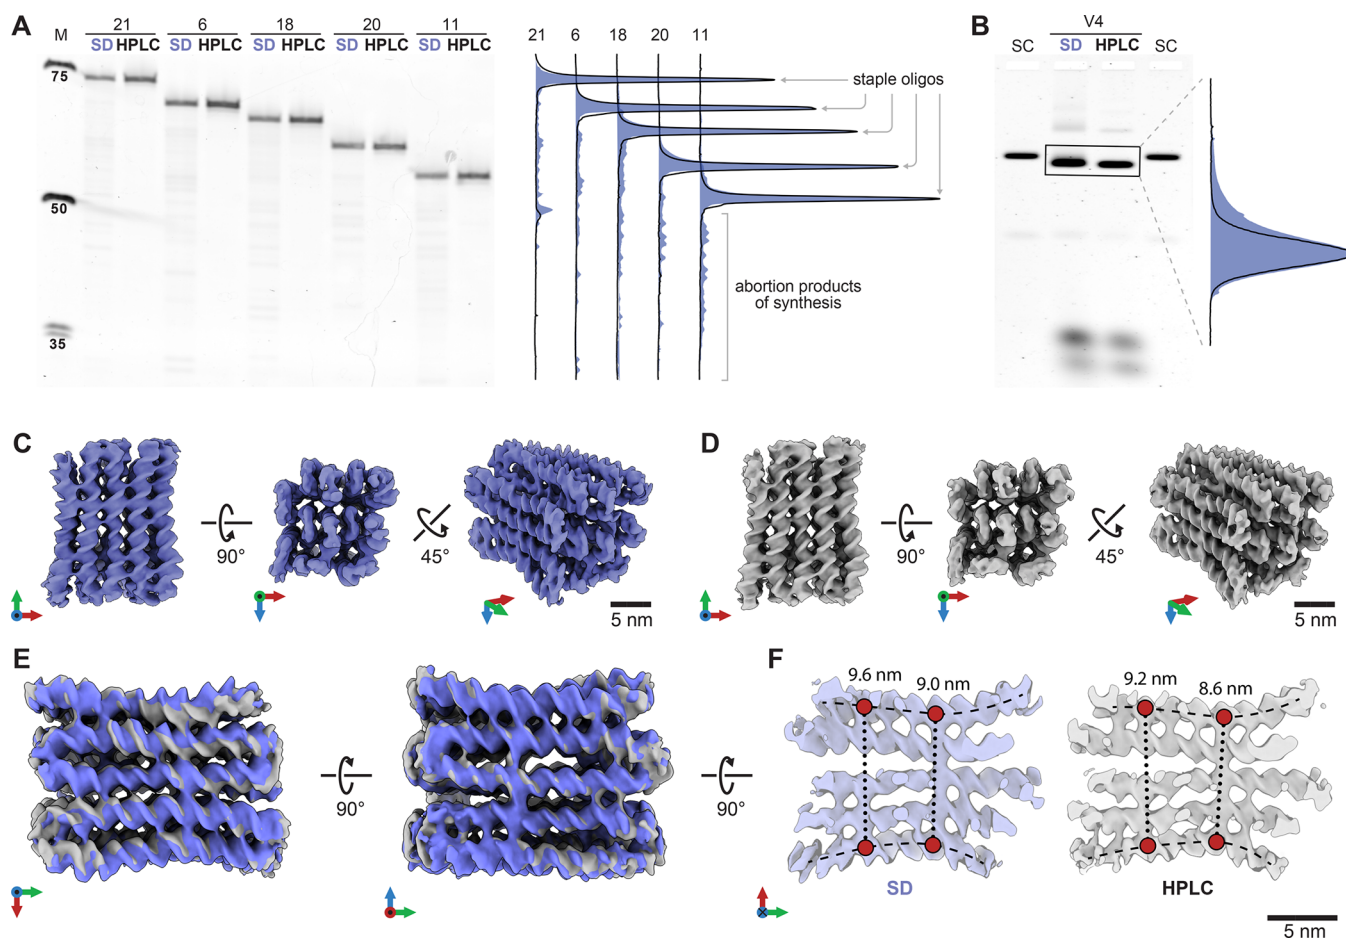 A
M
21
6
18
20
11
SD HPLC
SD HPLC
SD HPLC
SD HPLC
SD HPLC
75
50
35
21
6
18
20
11
staple oligos
abortion products
of synthesis
B
V4
SC
SD
HPLC
SC
C
90°
45°
5 nm
D
90°
45°
5 nm
E
90°
90°
F
9.6 nm
9.0 nm
SD
9.2 nm
8.6 nm
HPLC
5 nm